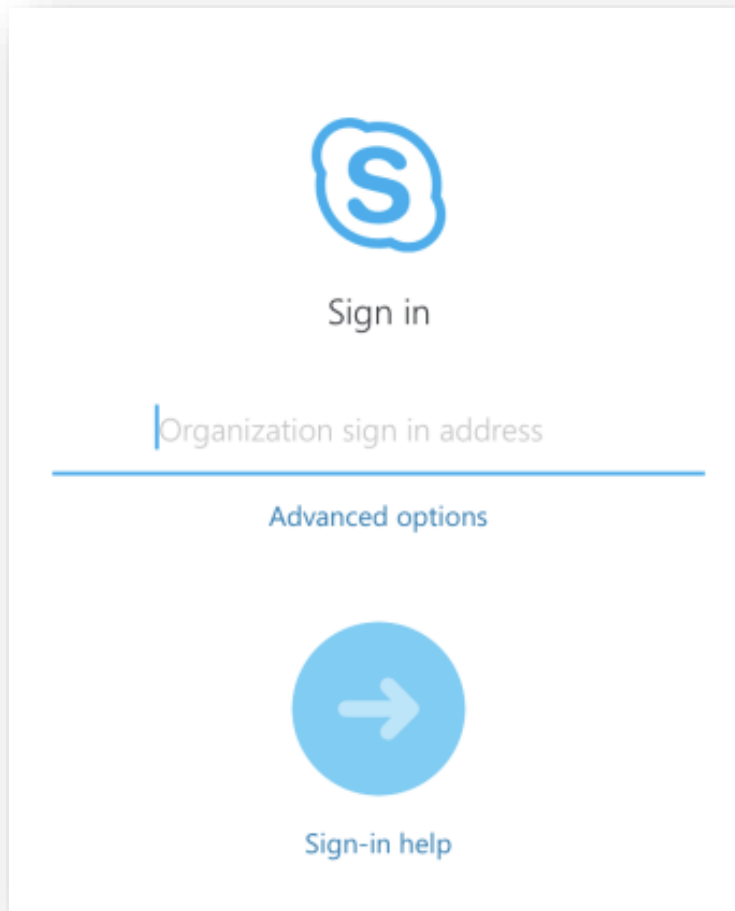 S
Sign in
Organization sign in address
Advanced options
Sign-in help